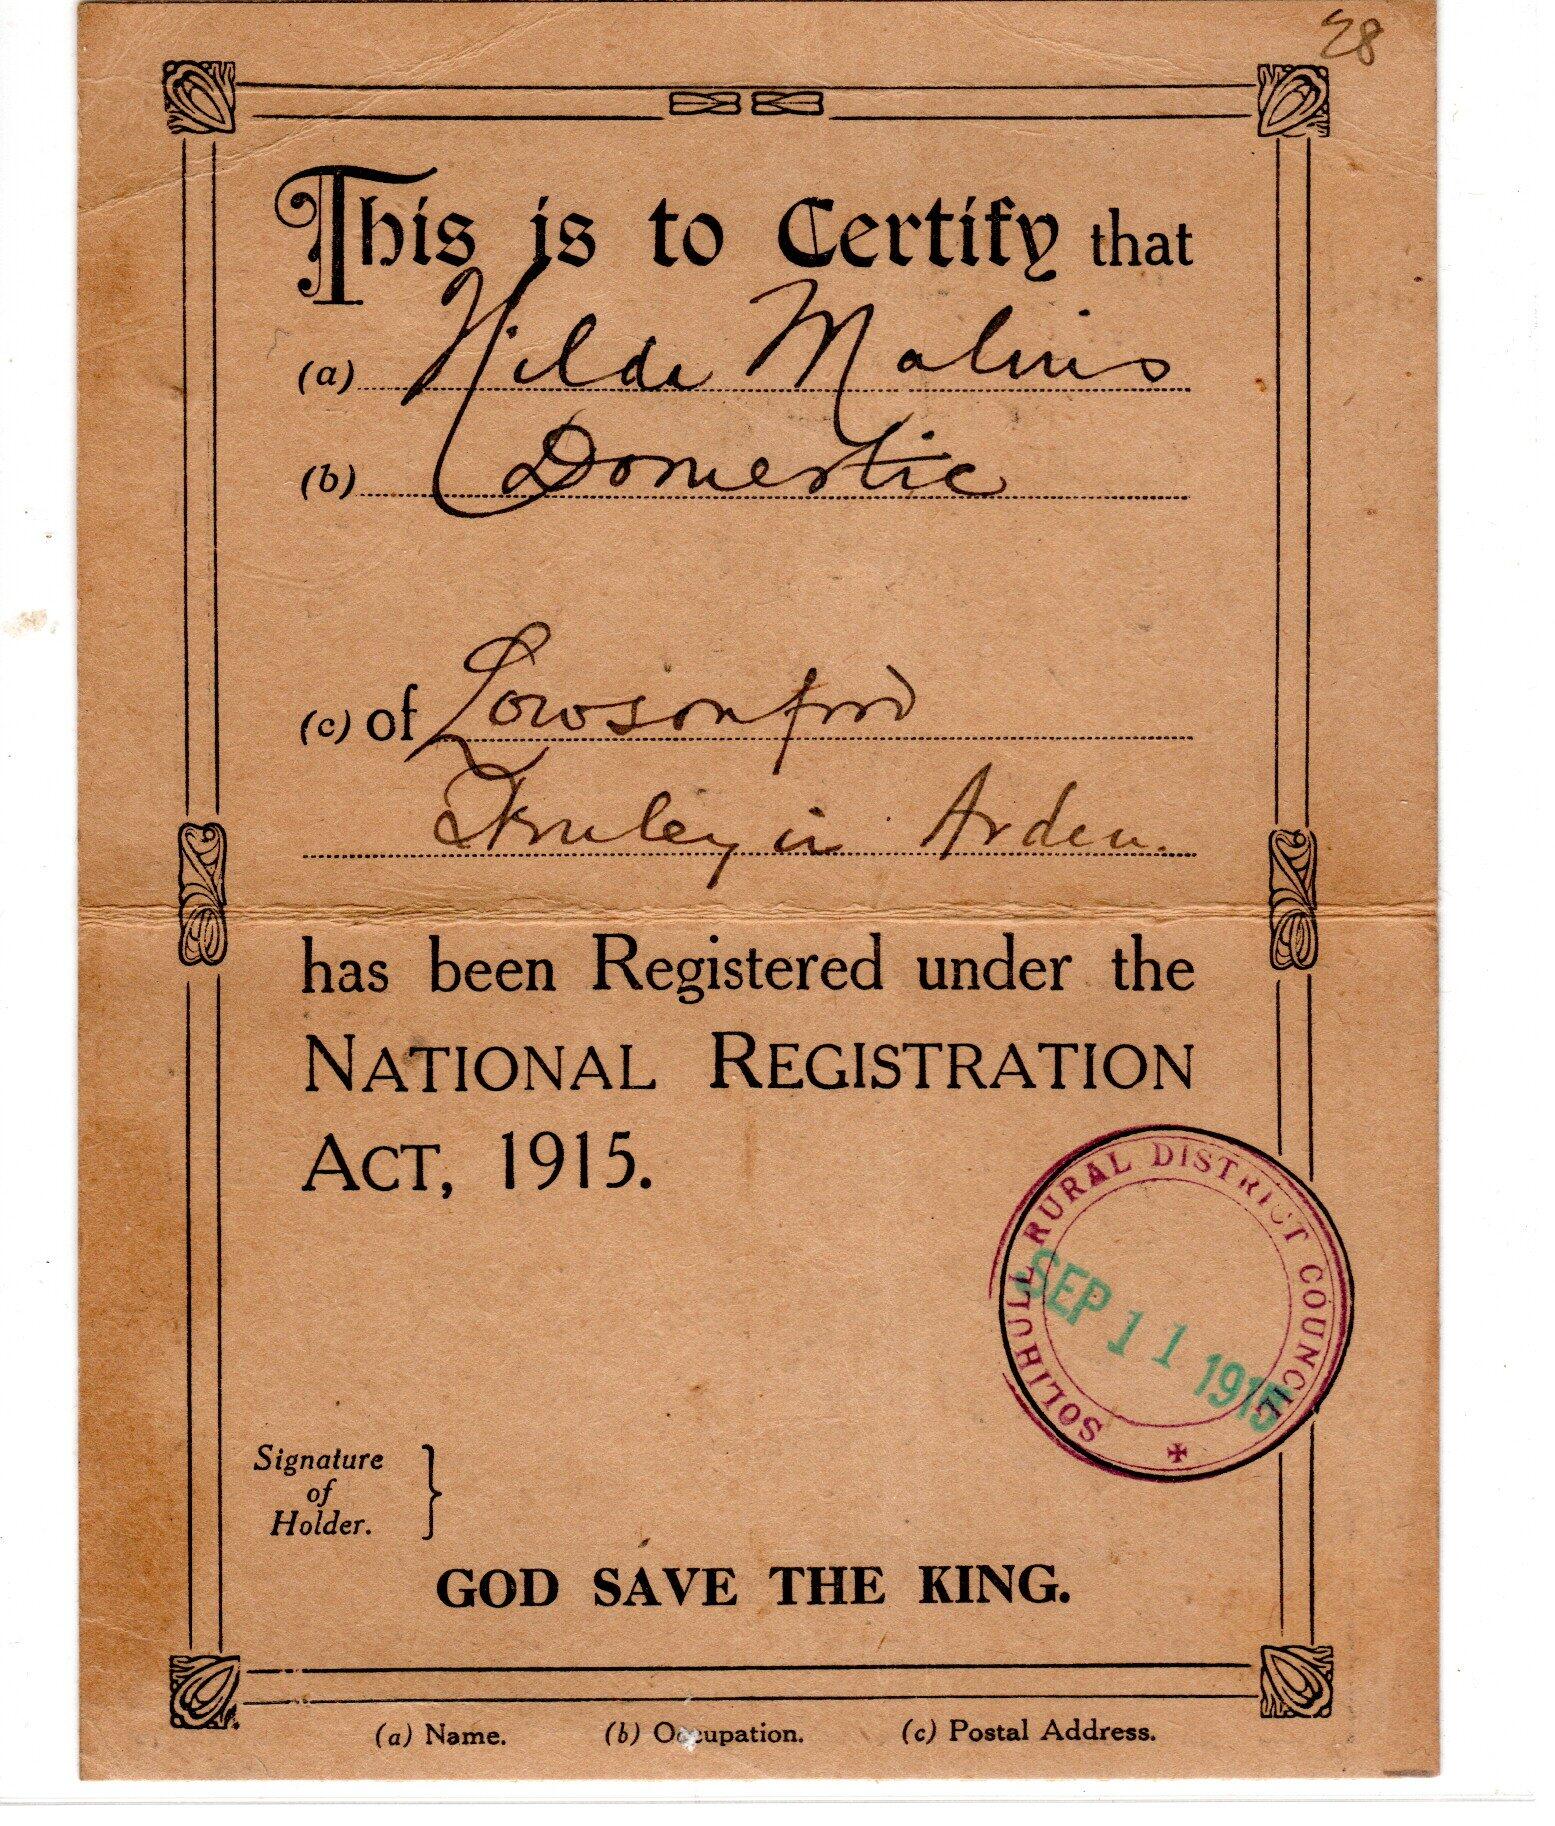 28
This is to Certify that
(a) Hilda Malins
(b) Domestic
(c) of Lowsonford
Henley in Arden.
has been Registered under the
NATIONAL REGISTRATION
ACT, 1915.
SOLIHULL RURAL DISTRICT COUNCIL
SEP 11 1915
Signature
of
Holder.
GOD SAVE THE KING.
(a) Name. (b) Occupation. (c) Postal Address.